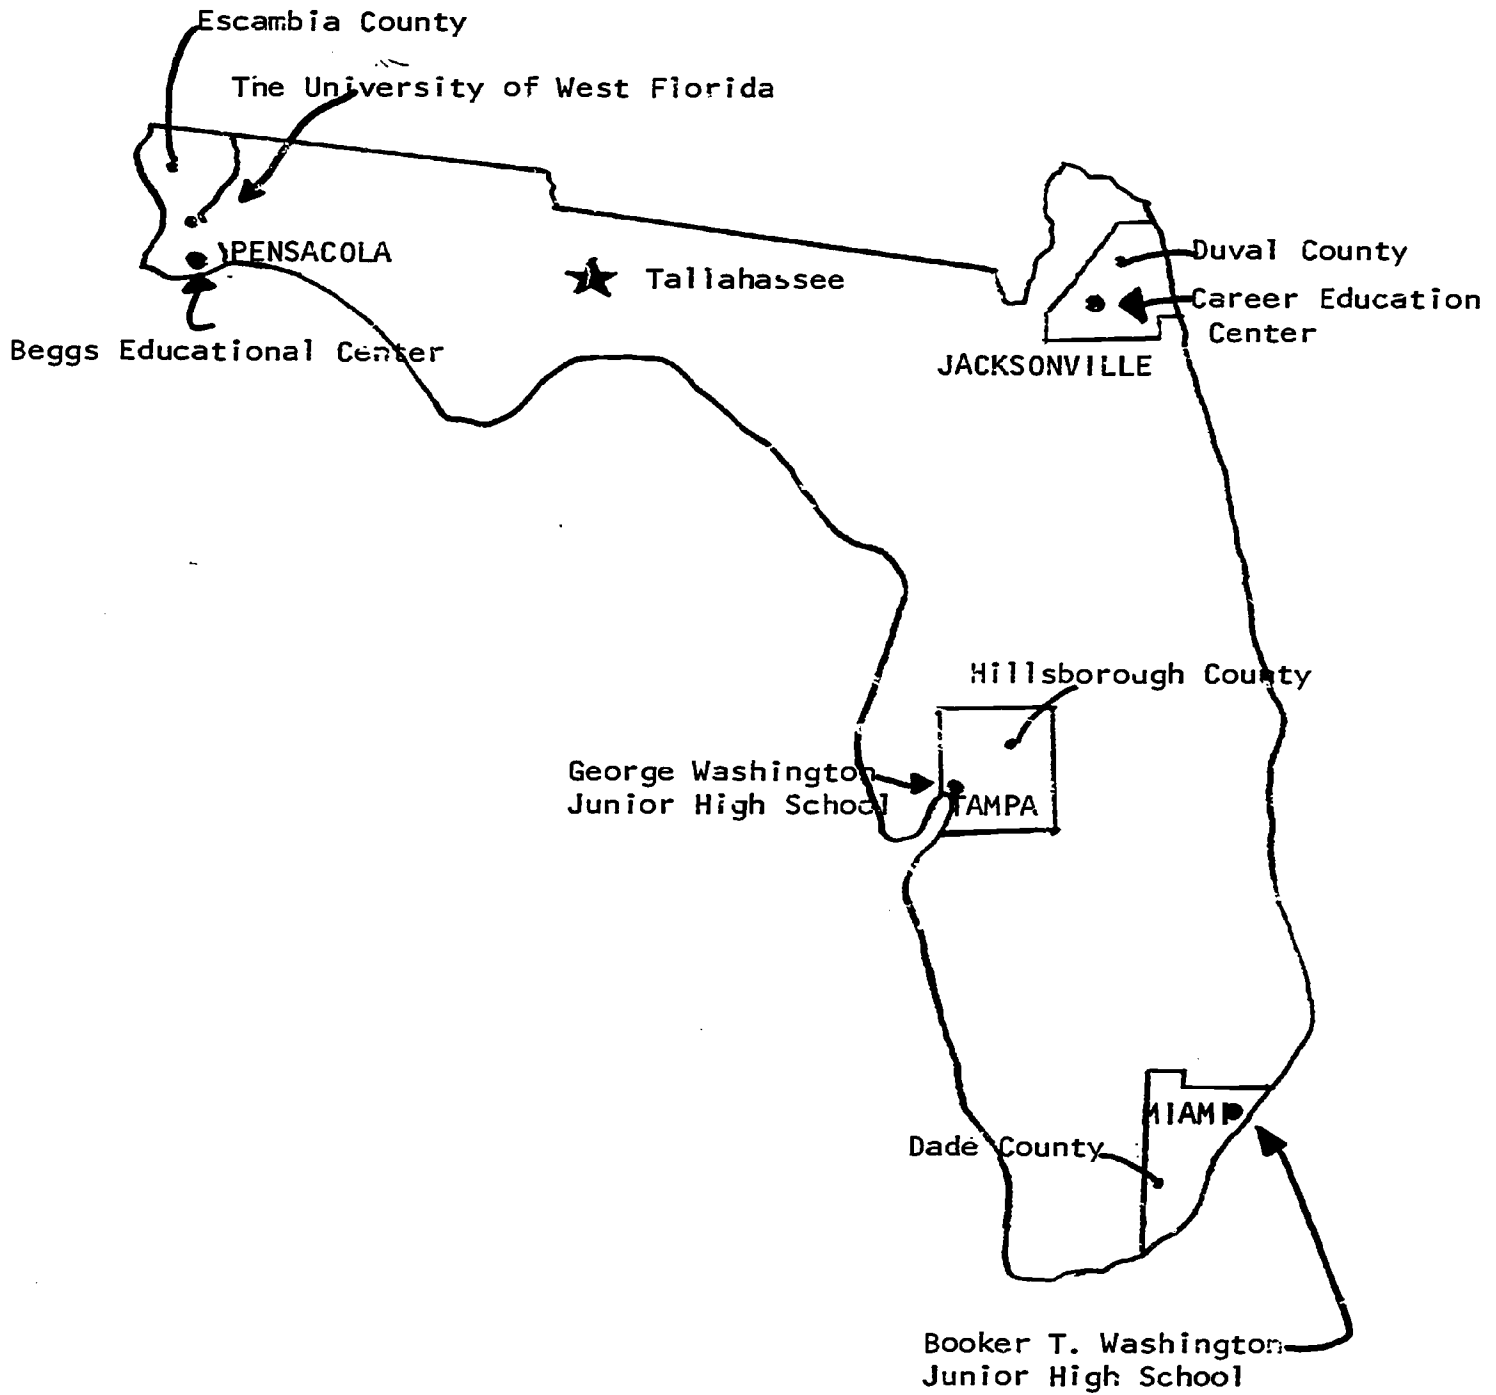 Escambia County
The University of West Florida
PENSACOLA
Duval County
Tallahassee
Career Education
Center
Beggs Educational Center
JACKSONVILLE
Hillsborough County
George Washington
Junior High School
TAMPA
MIAMI
Dade County
Booker T. Washington
Junior High School